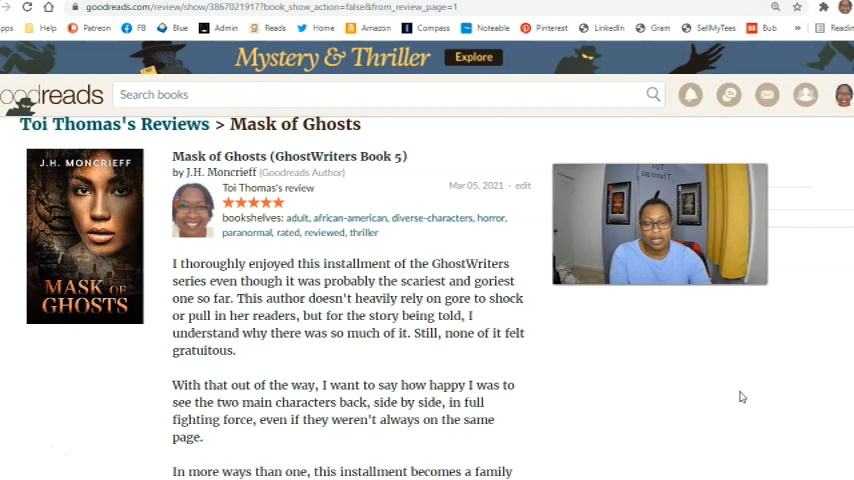 goodreads.com/review/show/3867021917?book_show_action=false&from_review_page=1
Apps Help Patreon FB Blue Admin Reads Home Amazon Compass Noteable Pinterest LinkedIn Gram SellMyTees Bub Readin
Mystery & Thriller Explore
oodreads Search books
Toi Thomas's Reviews > Mask of Ghosts
J.H. MONCRIEFF
MASK OF
GHOSTS
Mask of Ghosts (GhostWriters Book 5)
by J.H. Moncrieff (Goodreads Author)
Toi Thomas's review Mar 05, 2021 · edit
bookshelves: adult, african-american, diverse-characters, horror,
paranormal, rated, reviewed, thriller
I thoroughly enjoyed this installment of the GhostWriters
series even though it was probably the scariest and goriest
one so far. This author doesn't heavily rely on gore to shock
or pull in her readers, but for the story being told, I
understand why there was so much of it. Still, none of it felt
gratuitous.
With that out of the way, I want to say how happy I was to
see the two main characters back, side by side, in full
fighting force, even if they weren't always on the same
page.
In more ways than one, this installment becomes a family